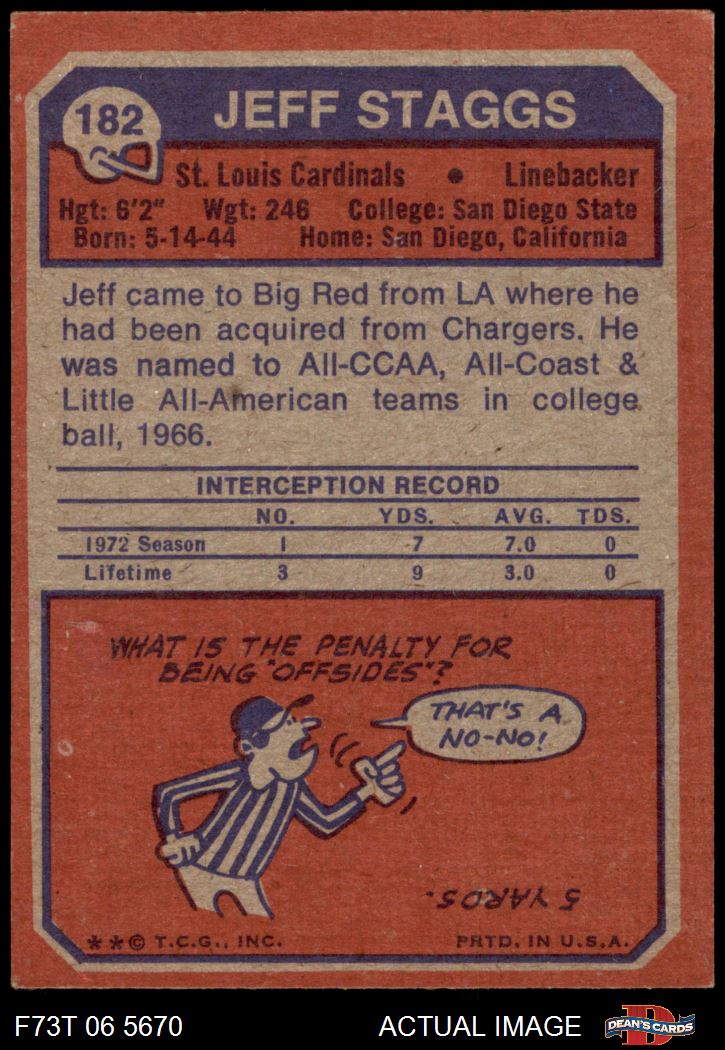 182
JEFF STAGGS
St. Louis Cardinals • Linebacker
Hgt: 6'2" Wgt: 246 College: San Diego State
Born: 5-14-44 Home: San Diego, California
Jeff came to Big Red from LA where he
had been acquired from Chargers. He
was named to All-CCAA, All-Coast &
Little All-American teams in college
ball, 1966.
INTERCEPTION RECORD
NO. YDS. AVG. TDS.
1972 Season 1 7 7.0 0
Lifetime 3 9 3.0 0
WHAT IS THE PENALTY FOR
BEING "OFFSIDES"?
THAT'S A
NO-NO!
5 YARDS.
**© T.C.G., INC. PRTD. IN U.S.A.
F73T 06 5670 ACTUAL IMAGE
D
DEAN'S CARDS